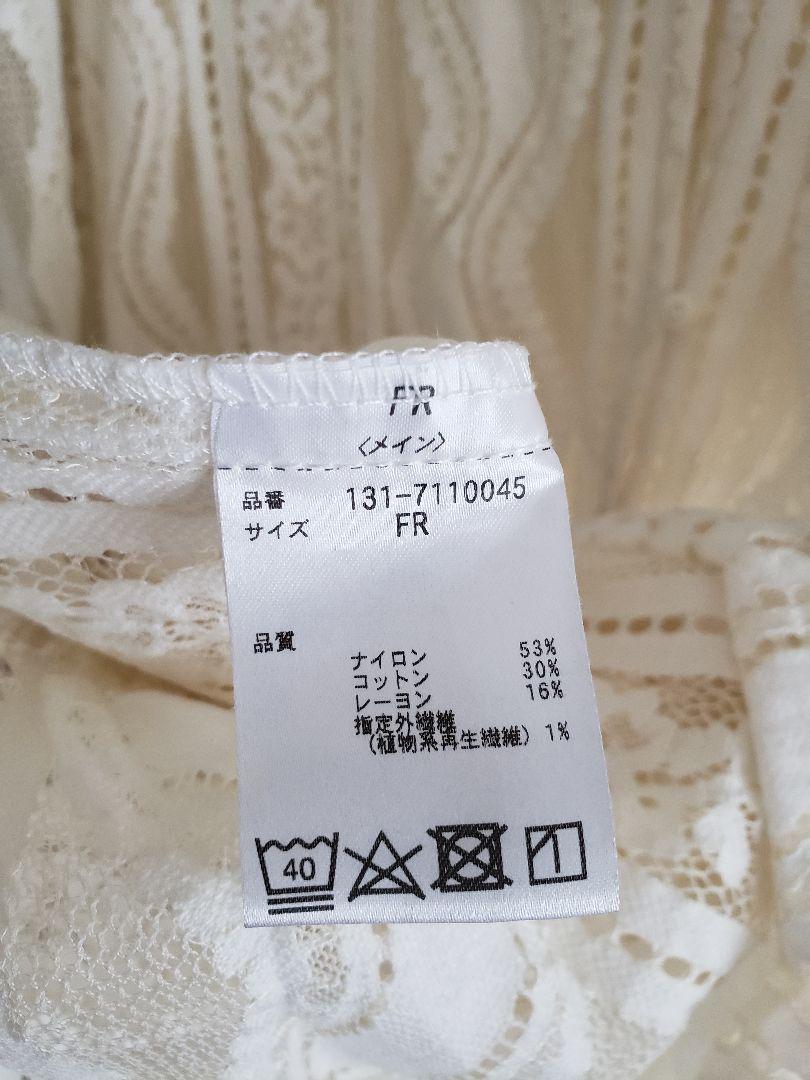 FR
〈メイン〉
品番 131-7110045
サイズ FR
品質
ナイロン 53%
コットン 30%
レーヨン 16%
指定外繊維
(植物系再生繊維) 1%
40